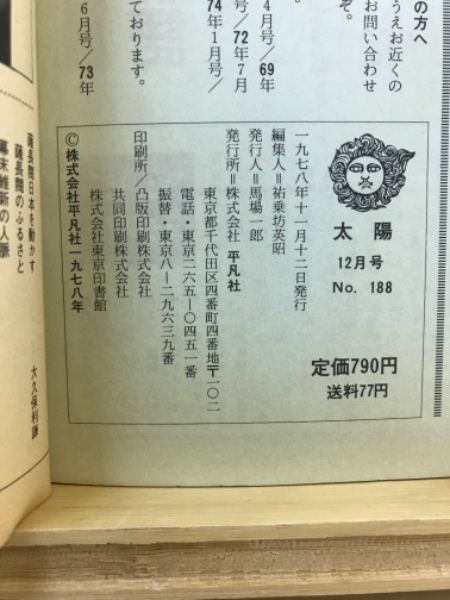 の方へ
うえお近くの
お問い合わせ
ぞ。
4月号/69年
号/72年7月
74年1月号/
ております。
6月号/73年
太陽
12月号
No. 188
定価790円
送料77円
一九七八年十一月十二日発行
編集人=祐乗坊英昭
発行人=馬場一郎
発行所=株式会社 平凡社
東京都千代田区四番町四番地〒一〇二
電話・東京二六五―〇四五一番
振替・東京八―二九六三九番
印刷所/凸版印刷株式会社
共同印刷株式会社
株式会社東京印書館
©株式会社平凡社一九七八年
薩長閥日本を動かす
薩長閥のふるさと
幕末維新の人脈
大久保利謙